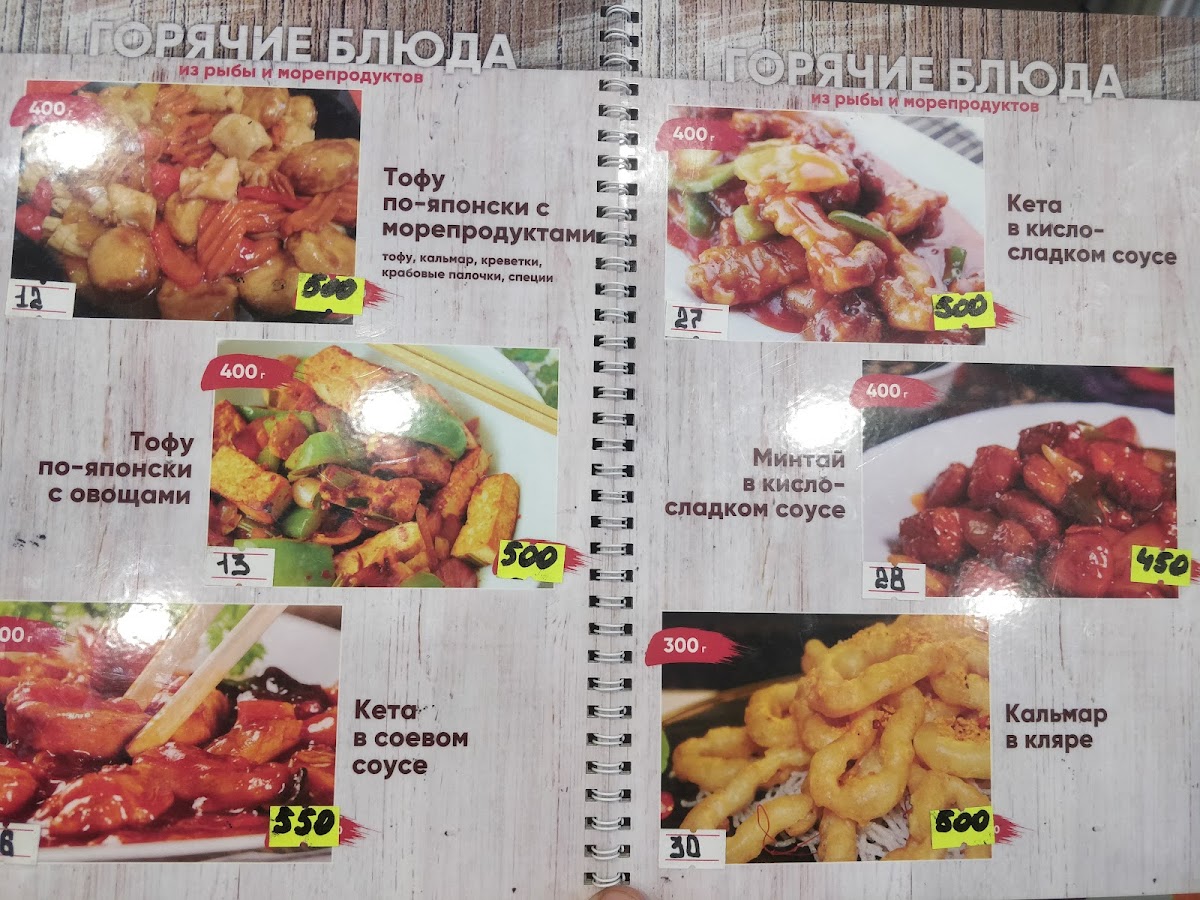 ГОРЯЧИЕ БЛЮДА
из рыбы и морепродуктов
400 г
Тофу
по-японски с
морепродуктами
тофу, кальмар, креветки,
крабовые палочки, специи
12
500
400 г
Тофу
по-японски
с овощами
13
500
00 г
Кета
в соевом
соусе
550
ГОРЯЧИЕ БЛЮДА
из рыбы и морепродуктов
400 г
Кета
в кисло-
сладком соусе
27
500
400 г
Минтай
в кисло-
сладком соусе
28
450
300 г
Кальмар
в кляре
30